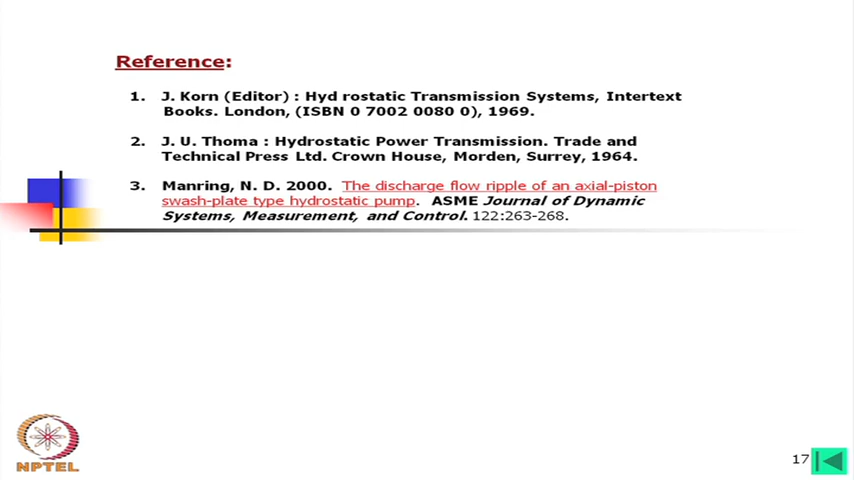 Reference:
1. J. Korn (Editor) : Hyd rostatic Transmission Systems, Intertext
Books. London, (ISBN 0 7002 0080 0), 1969.
2. J. U. Thoma : Hydrostatic Power Transmission. Trade and
Technical Press Ltd. Crown House, Morden, Surrey, 1964.
3. Manring, N. D. 2000. The discharge flow ripple of an axial-piston
swash-plate type hydrostatic pump. ASME Journal of Dynamic
Systems, Measurement, and Control. 122:263-268.
NPTEL
17